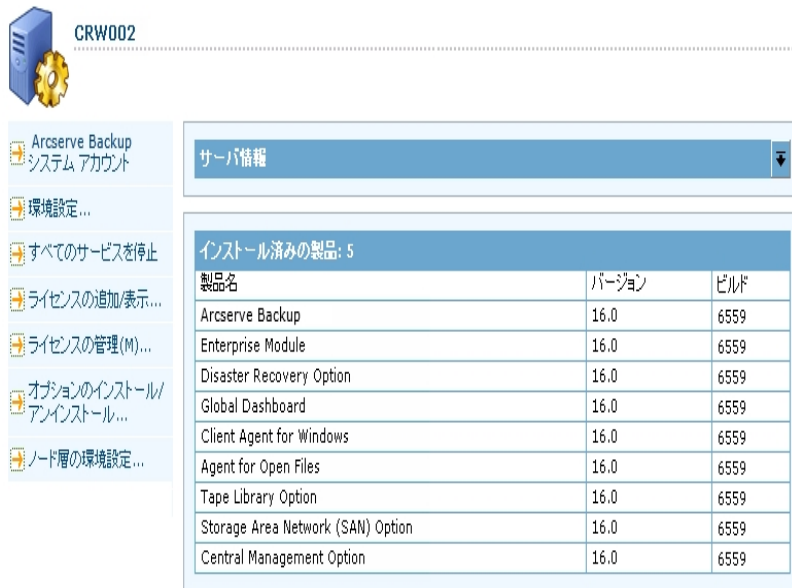 CRW002
Arcserve Backup
システム アカウント
環境設定...
すべてのサービスを停止
ライセンスの追加/表示...
ライセンスの管理(M)...
オプションのインストール/
アンインストール...
ノード層の環境設定...
サーバ情報
インストール済みの製品: 5
製品名 バージョン ビルド
Arcserve Backup 16.0 6559
Enterprise Module 16.0 6559
Disaster Recovery Option 16.0 6559
Global Dashboard 16.0 6559
Client Agent for Windows 16.0 6559
Agent for Open Files 16.0 6559
Tape Library Option 16.0 6559
Storage Area Network (SAN) Option 16.0 6559
Central Management Option 16.0 6559